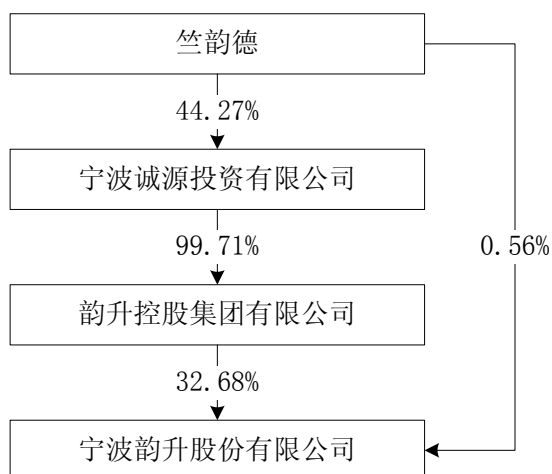 竺韵德
44.27%
宁波诚源投资有限公司
99.71%
0.56%
韵升控股集团有限公司
32.68%
宁波韵升股份有限公司